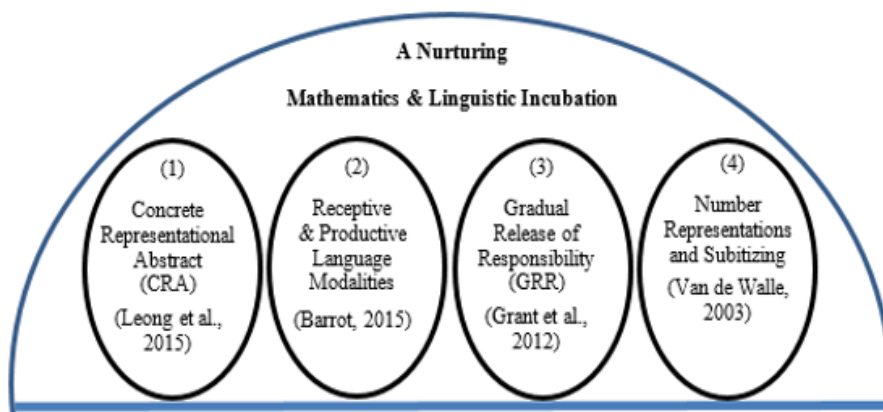 A Nurturing
Mathematics & Linguistic Incubation
(1)
Concrete
Representational
Abstract
(CRA)
(Leong et al.,
2015)
(2)
Receptive
& Productive
Language
Modalities
(Barrot, 2015)
(3)
Gradual
Release of
Responsibility
(GRR)
(Grant et al.,
2012)
(4)
Number
Representations
and Subitizing
(Van de Walle,
2003)